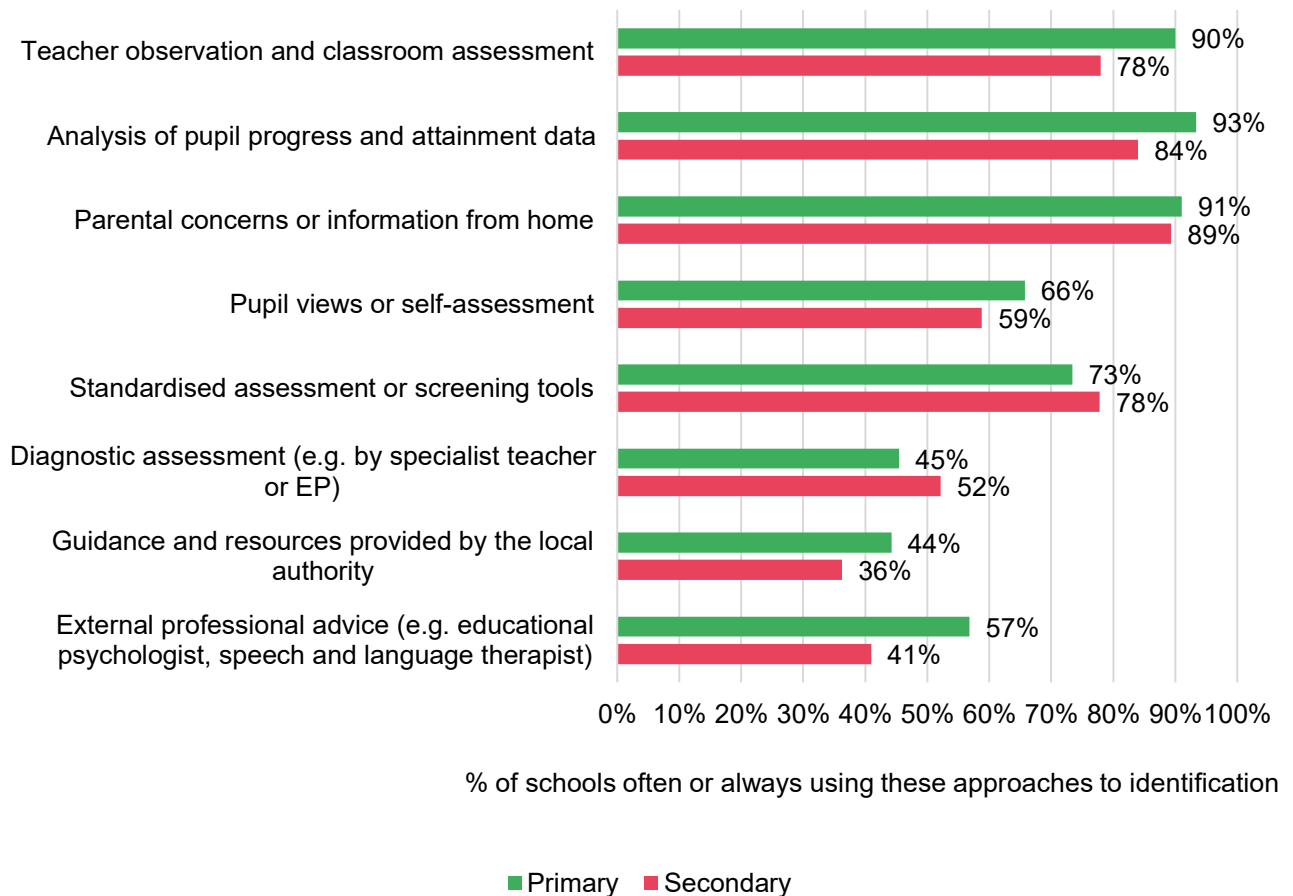 Teacher observation and classroom assessment
90%
78%
Analysis of pupil progress and attainment data
93%
84%
Parental concerns or information from home
91%
89%
Pupil views or self-assessment
66%
59%
Standardised assessment or screening tools
73%
78%
Diagnostic assessment (e.g. by specialist teacher
or EP)
45%
52%
Guidance and resources provided by the local
authority
44%
36%
External professional advice (e.g. educational
psychologist, speech and language therapist)
57%
41%
0% 10% 20% 30% 40% 50% 60% 70% 80% 90% 100%
% of schools often or always using these approaches to identification
Primary Secondary